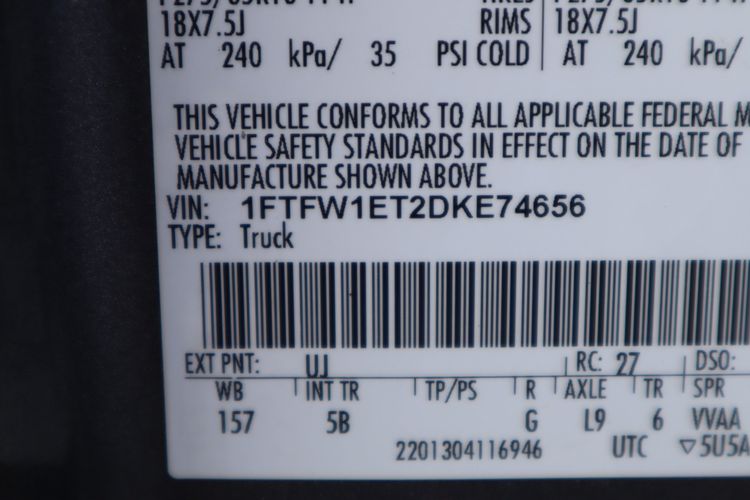 18X7.5J RIMS 18X7.5J
AT 240 kPa/ 35 PSI COLD AT 240 kPa/
THIS VEHICLE CONFORMS TO ALL APPLICABLE FEDERAL M
VEHICLE SAFETY STANDARDS IN EFFECT ON THE DATE OF
MANUFACTURE SHOWN ABOVE.
VIN: 1FTFW1ET2DKE74656
TYPE: Truck
EXT PNT: UJ RC: 27 DSO:
WB INT TR TP/PS R AXLE TR SPR
157 5B G L9 6 VVAA
2201304116946 UTC ▽5U5A